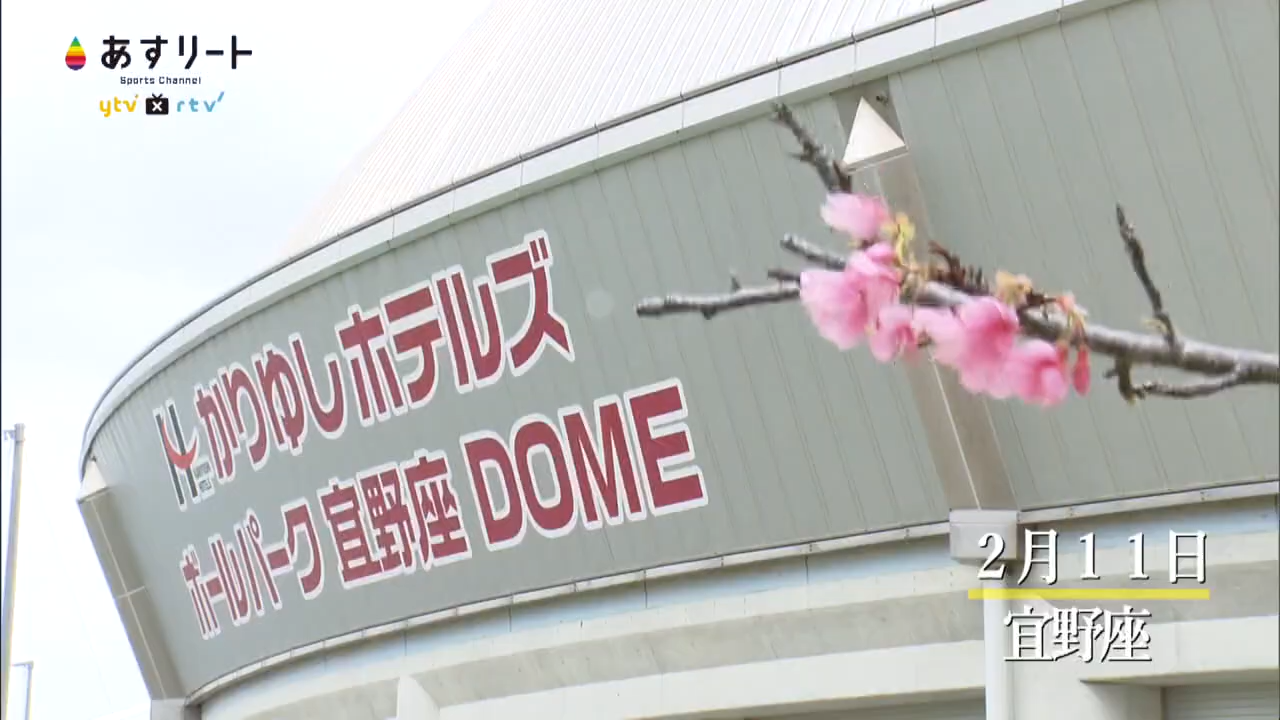 あすリート
Sports Channel
ytv rtv
かりゆしホテルズ
ボールパーク 宜野座 DOME
2月11日
宜野座